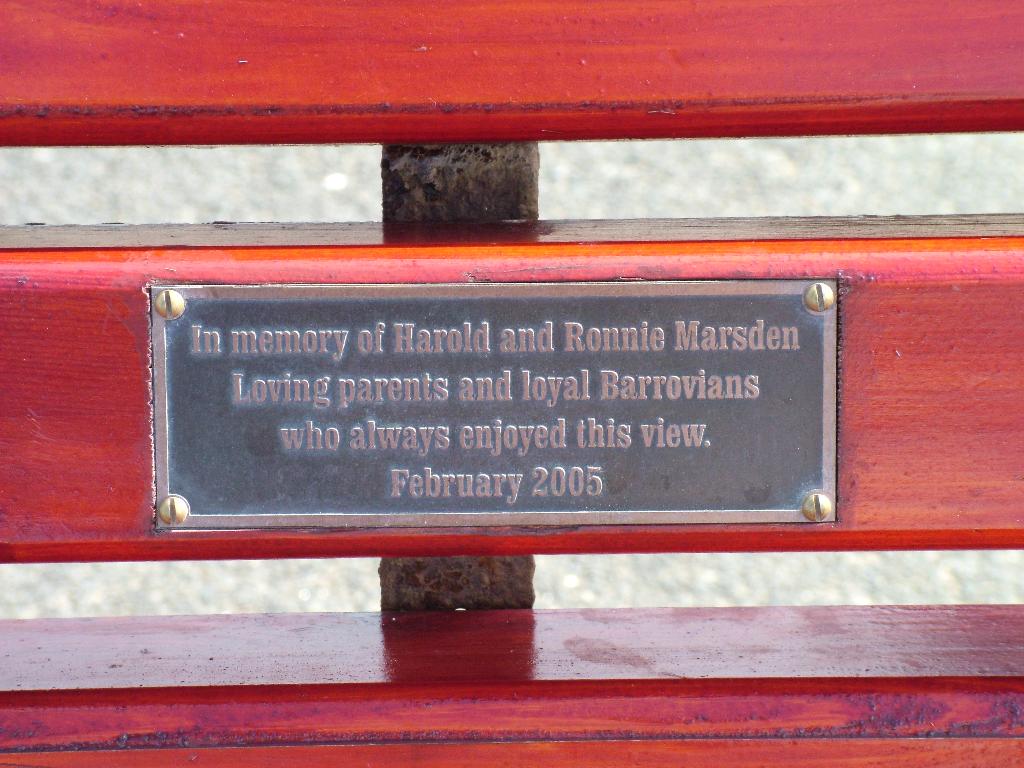 In memory of Harold and Ronnie Marsden
Loving parents and loyal Barrovians
who always enjoyed this view.
February 2005